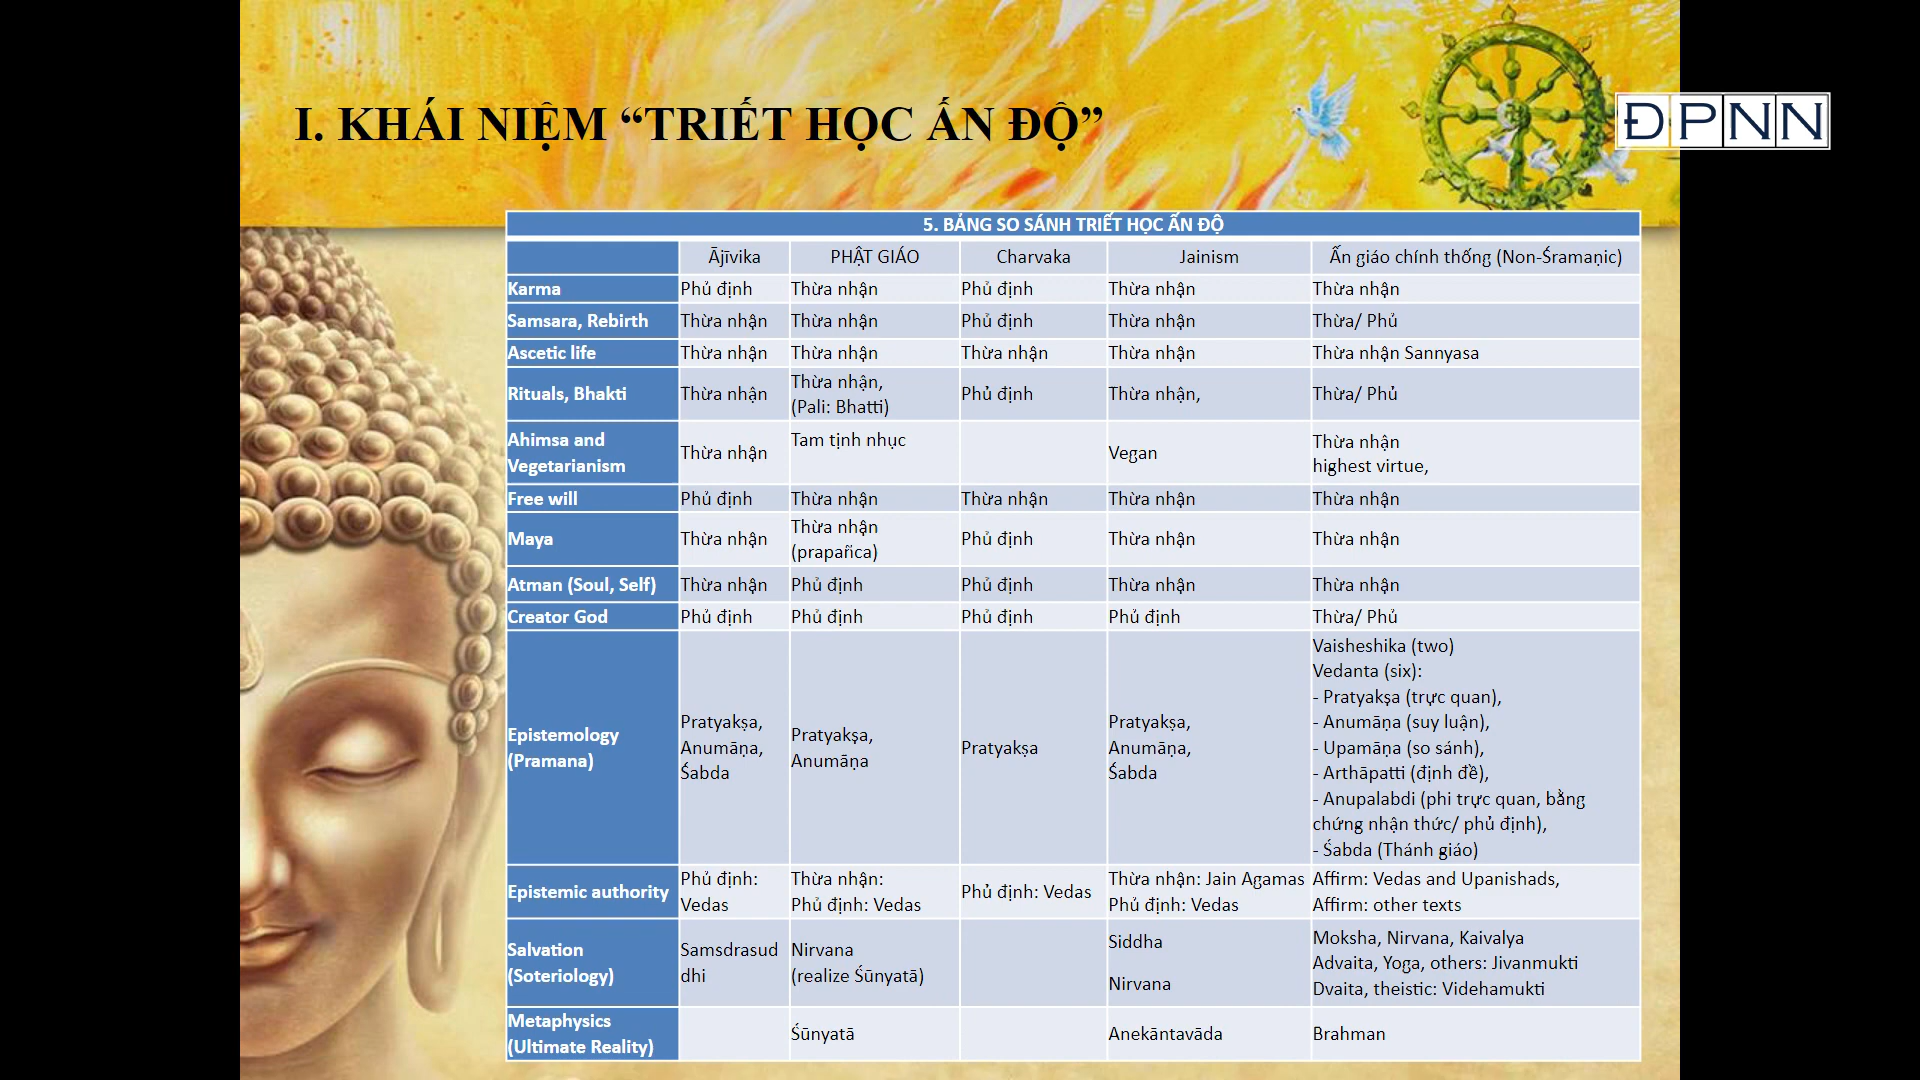 I. KHÁI NIỆM “TRIẾT HỌC ẤN ĐỘ”
ĐPNN
5. BẢNG SO SÁNH TRIẾT HỌC ẤN ĐỘ
Ājīvika PHẬT GIÁO Charvaka Jainism Ấn giáo chính thống (Non-Śramaṇic)
Karma Phủ định Thừa nhận Phủ định Thừa nhận Thừa nhận
Samsara, Rebirth Thừa nhận Thừa nhận Phủ định Thừa nhận Thừa/ Phủ
Ascetic life Thừa nhận Thừa nhận Thừa nhận Thừa nhận Thừa nhận Sannyasa
Rituals, Bhakti Thừa nhận
Thừa nhận,
(Pali: Bhatti)
Phủ định Thừa nhận, Thừa/ Phủ
Ahimsa and
Vegetarianism
Thừa nhận
Tam tịnh nhục
Vegan
Thừa nhận
highest virtue,
Free will Phủ định Thừa nhận Thừa nhận Thừa nhận Thừa nhận
Maya Thừa nhận
Thừa nhận
(prapañca)
Phủ định Thừa nhận Thừa nhận
Atman (Soul, Self) Thừa nhận Phủ định Phủ định Thừa nhận Thừa nhận
Creator God Phủ định Phủ định Phủ định Phủ định Thừa/ Phủ
Epistemology
(Pramana)
Pratyakṣa,
Anumāṇa,
Śabda
Pratyakṣa,
Anumāṇa
Pratyakṣa
Pratyakṣa,
Anumāṇa,
Śabda
Vaisheshika (two)
Vedanta (six):
- Pratyakṣa (trực quan),
- Anumāṇa (suy luận),
- Upamāṇa (so sánh),
- Arthāpatti (định đề),
- Anupalabdi (phi trực quan, bằng
chứng nhận thức/ phủ định),
- Śabda (Thánh giáo)
Epistemic authority
Phủ định:
Vedas
Thừa nhận:
Phủ định: Vedas
Phủ định: Vedas
Thừa nhận: Jain Agamas
Phủ định: Vedas
Affirm: Vedas and Upanishads,
Affirm: other texts
Salvation
(Soteriology)
Samsdrasud
dhi
Nirvana
(realize Śūnyatā)
Siddha
Nirvana
Moksha, Nirvana, Kaivalya
Advaita, Yoga, others: Jivanmukti
Dvaita, theistic: Videhamukti
Metaphysics
(Ultimate Reality)
Śūnyatā
Anekāntavāda
Brahman